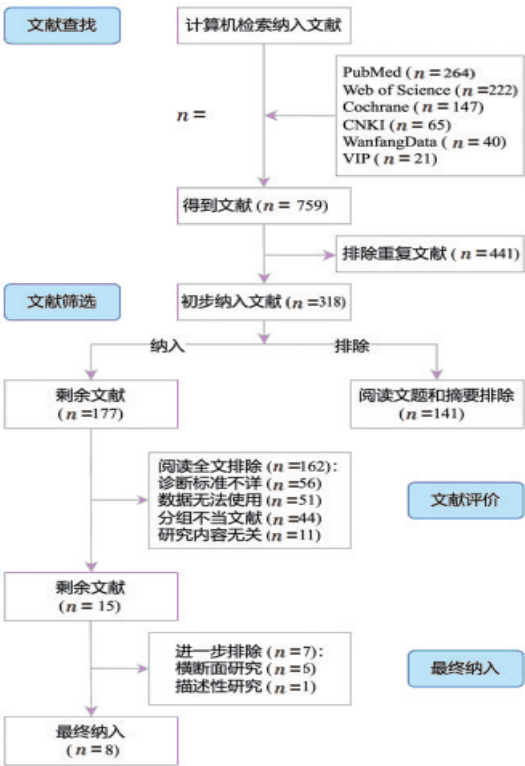 文献查找
计算机检索纳入文献
PubMed (n = 264)
Web of Science (n =222)
Cochrane (n = 147)
CNKI (n = 65)
WanfangData (n = 40)
VIP (n = 21)
n =
得到文献 (n = 759)
排除重复文献 (n = 441)
文献筛选
初步纳入文献 (n =318)
纳入
排除
剩余文献
(n =177)
阅读文题和摘要排除
(n =141)
阅读全文排除 (n =162):
诊断标准不详 (n =56)
数据无法使用 (n =51)
分组不当文献 (n =44)
研究内容无关 (n =11)
文献评价
剩余文献
(n = 15)
进一步排除 (n =7):
横断面研究 (n =6)
描述性研究 (n =1)
最终纳入
最终纳入
(n =8)